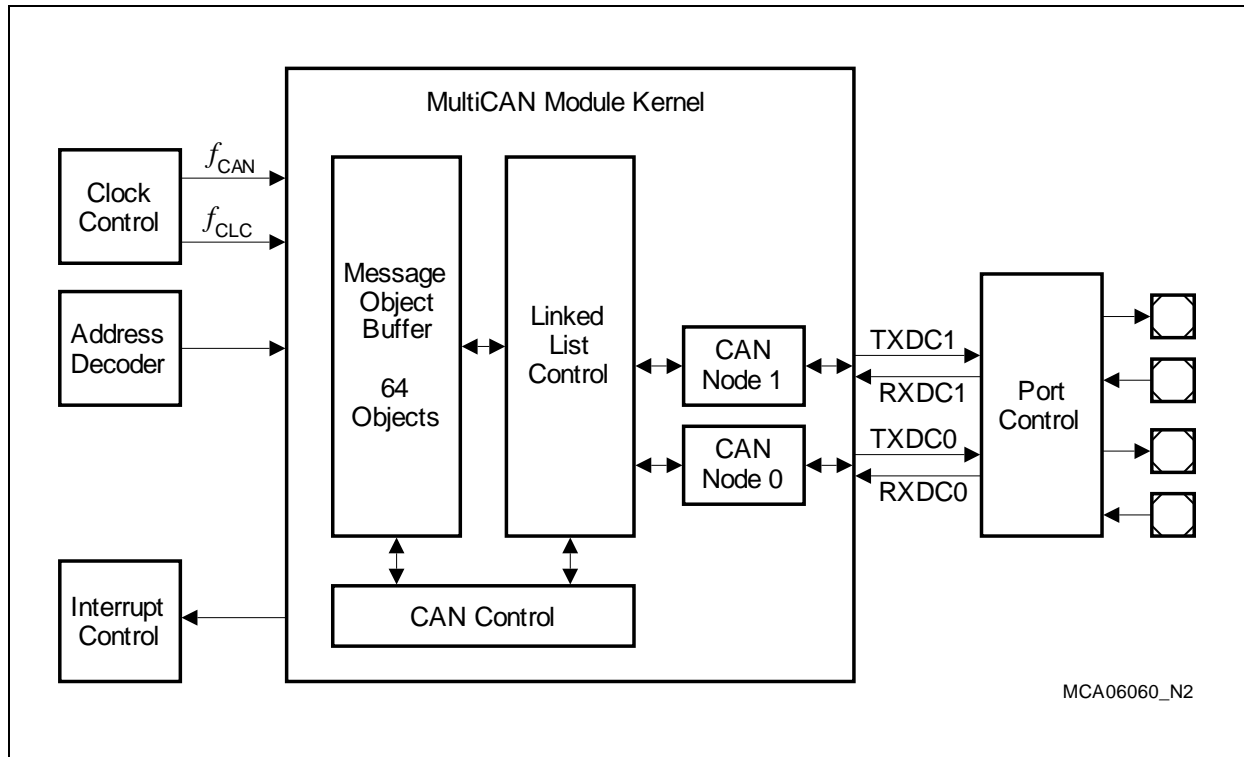 MultiCAN Module Kernel
Clock
Control
fCAN
fCLC
Address
Decoder
Interrupt
Control
Message
Object
Buffer
64
Objects
Linked
List
Control
CAN
Node 1
CAN
Node 0
CAN Control
TXDC1
RXDC1
TXDC0
RXDC0
Port
Control
MCA06060_N2